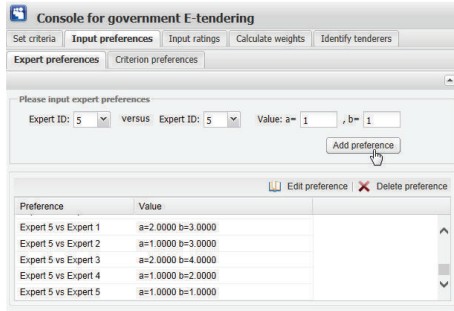 Console for government E-tendering
Set criteria Input preferences Input ratings Calculate weights Identify tenderers
Expert preferences Criterion preferences
Please input expert preferences
Expert ID: 5 versus Expert ID: 5 Value: a= 1 , b= 1
Add preference
Edit preference Delete preference
Preference Value
Expert 5 vs Expert 1 a=2.0000 b=3.0000
Expert 5 vs Expert 2 a=1.0000 b=3.0000
Expert 5 vs Expert 3 a=2.0000 b=4.0000
Expert 5 vs Expert 4 a=1.0000 b=2.0000
Expert 5 vs Expert 5 a=1.0000 b=1.0000